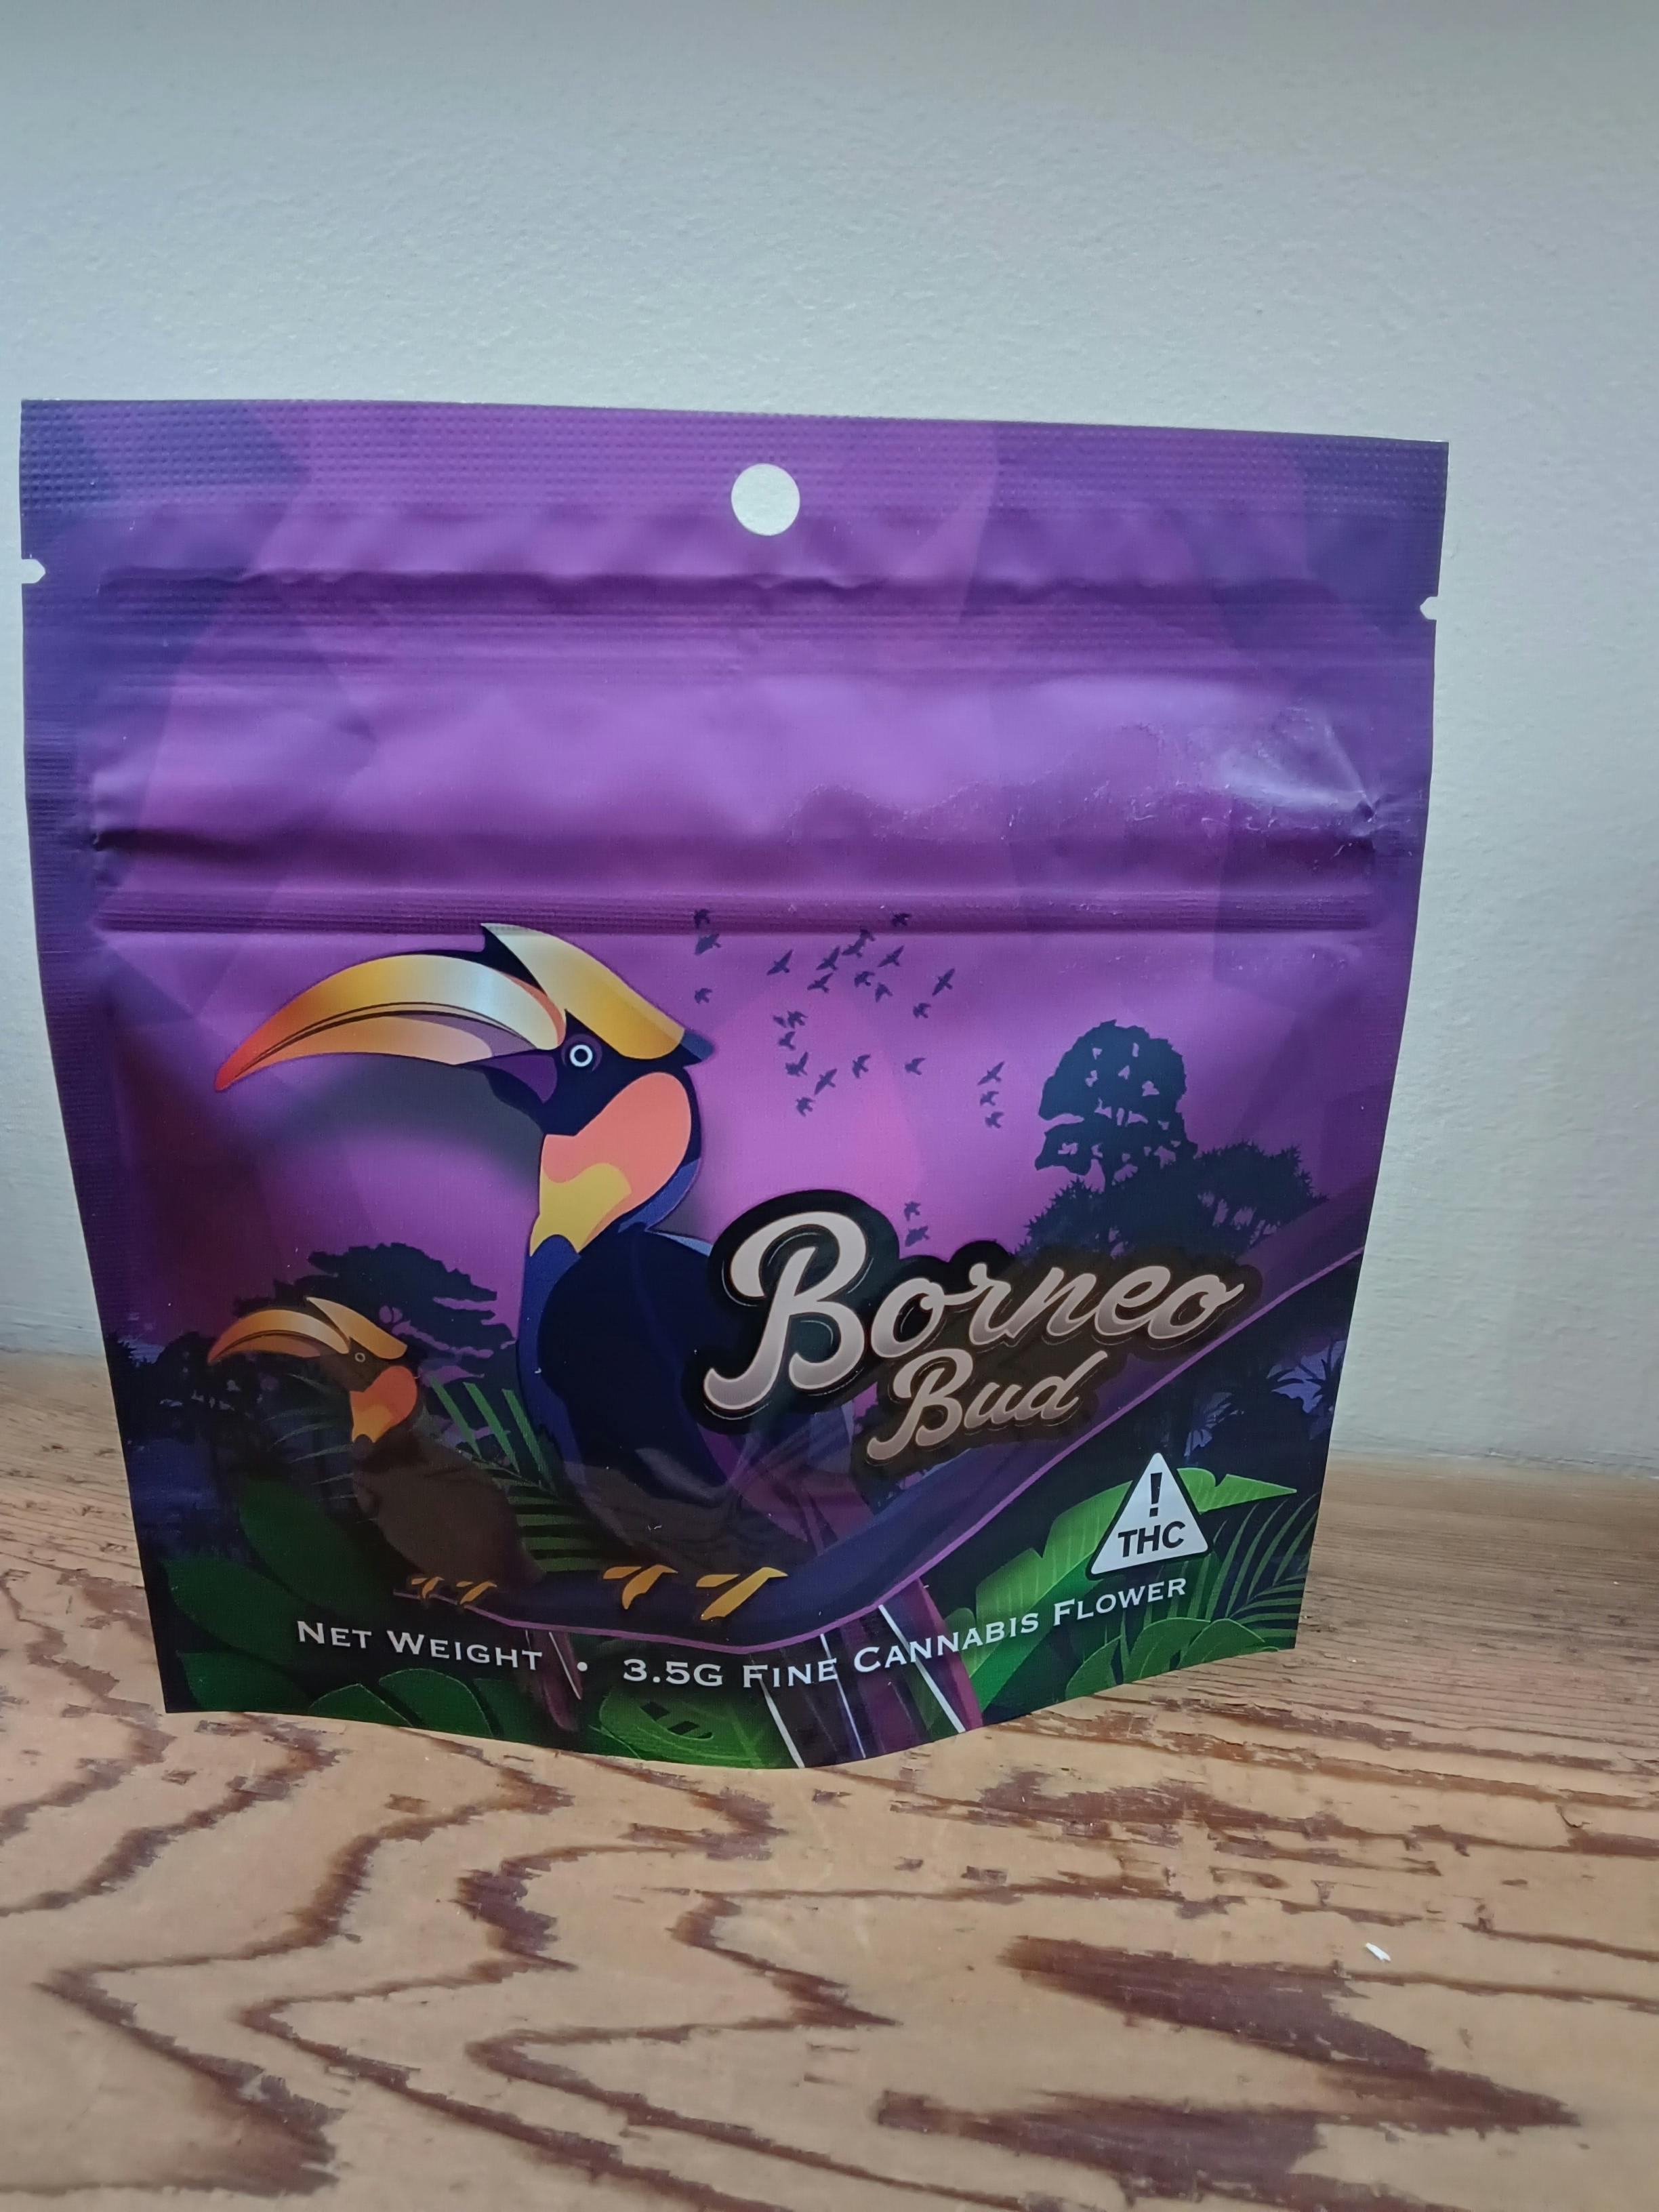 Borneo
Bud
!
THC
NET WEIGHT • 3.5G FINE CANNABIS FLOWER